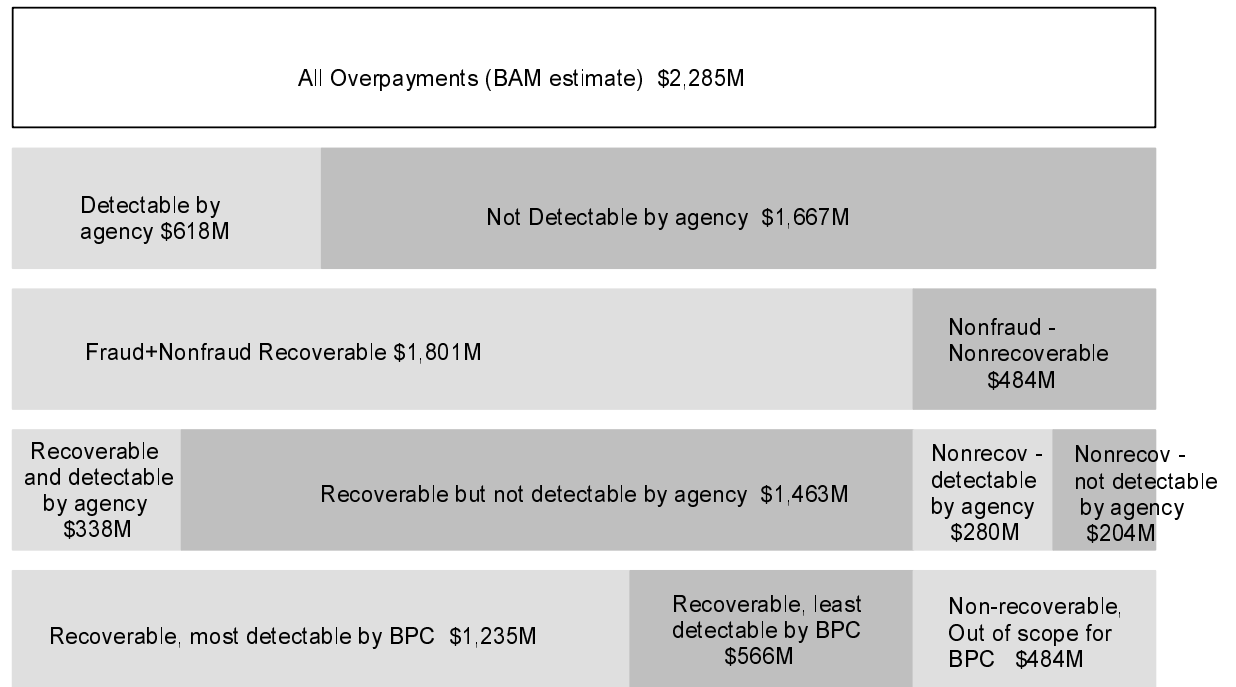 All Overpayments (BAM estimate) $2,285M
Detectable by
agency $618M
Not Detectable by agency $1,667M
Fraud+Nonfraud Recoverable $1,801M
Nonfraud -
Nonrecoverable
$484M
Recoverable
and detectable
by agency
$338M
Recoverable but not detectable by agency $1,463M
Nonrecov -
detectable
by agency
$280M
Nonrecov -
not detectable
by agency
$204M
Recoverable, most detectable by BPC $1,235M
Recoverable, least
detectable by BPC
$566M
Non-recoverable,
Out of scope for
BPC $484M